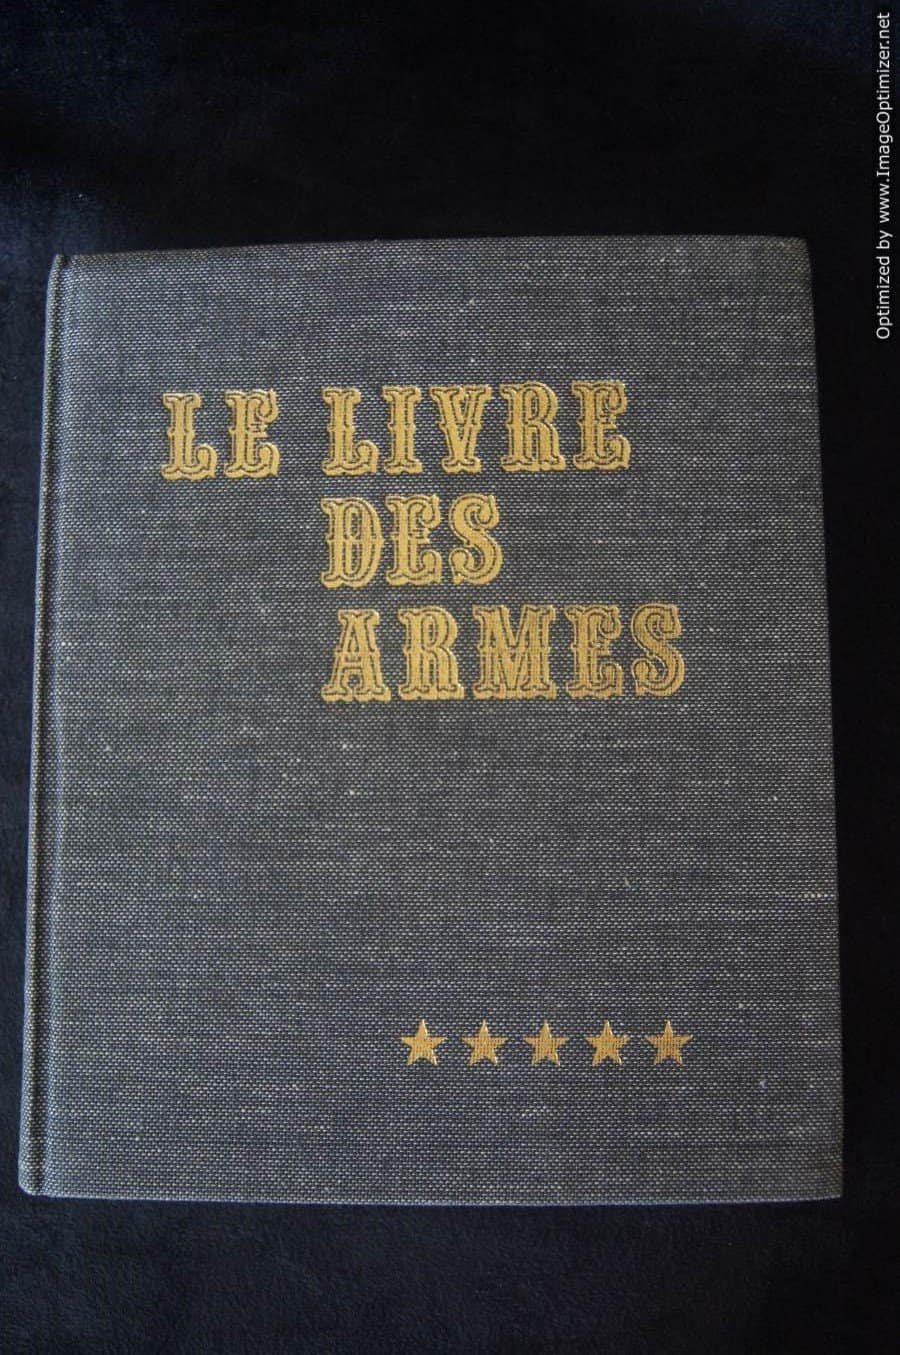 LE LIVRE
DES
ARMES
Optimized by www.ImageOptimizer.net